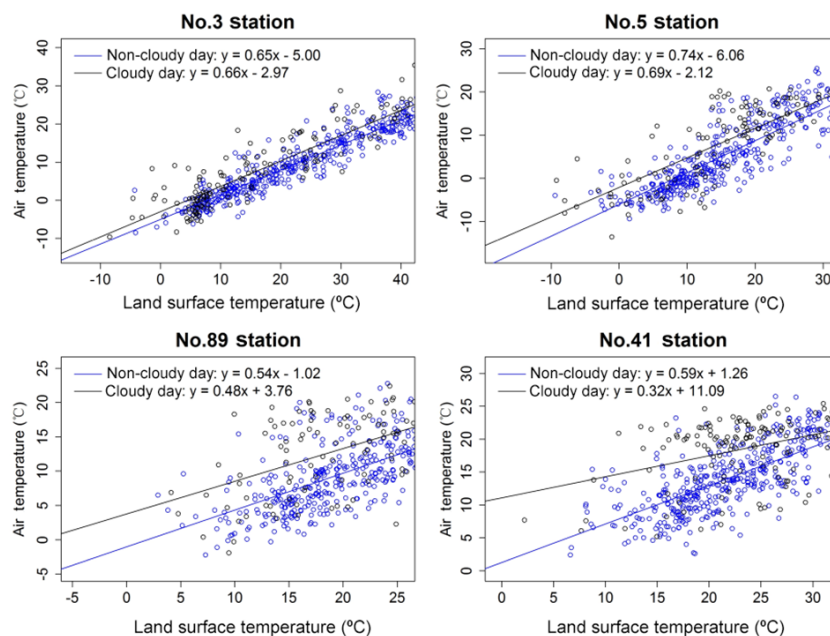 No.3 station
Non-cloudy day: y = 0.65x - 5.00
Cloudy day: y = 0.66x - 2.97
Air temperature (℃)
40
30
20
10
0
-10
-10 0 10 20 30 40
Land surface temperature (ºC)
No.5 station
Non-cloudy day: y = 0.74x - 6.06
Cloudy day: y = 0.69x - 2.12
Air temperature (℃)
30
20
10
0
-10
0 10 20 30
Land surface temperature (ºC)
No.89 station
Non-cloudy day: y = 0.54x - 1.02
Cloudy day: y = 0.48x + 3.76
Air temperature (℃)
25
20
15
10
5
0
-5
-5 0 5 10 15 20 25
Land surface temperature (ºC)
No.41 station
Non-cloudy day: y = 0.59x + 1.26
Cloudy day: y = 0.32x + 11.09
Air temperature (℃)
30
25
20
15
10
5
0
0 5 10 15 20 25 30
Land surface temperature (ºC)